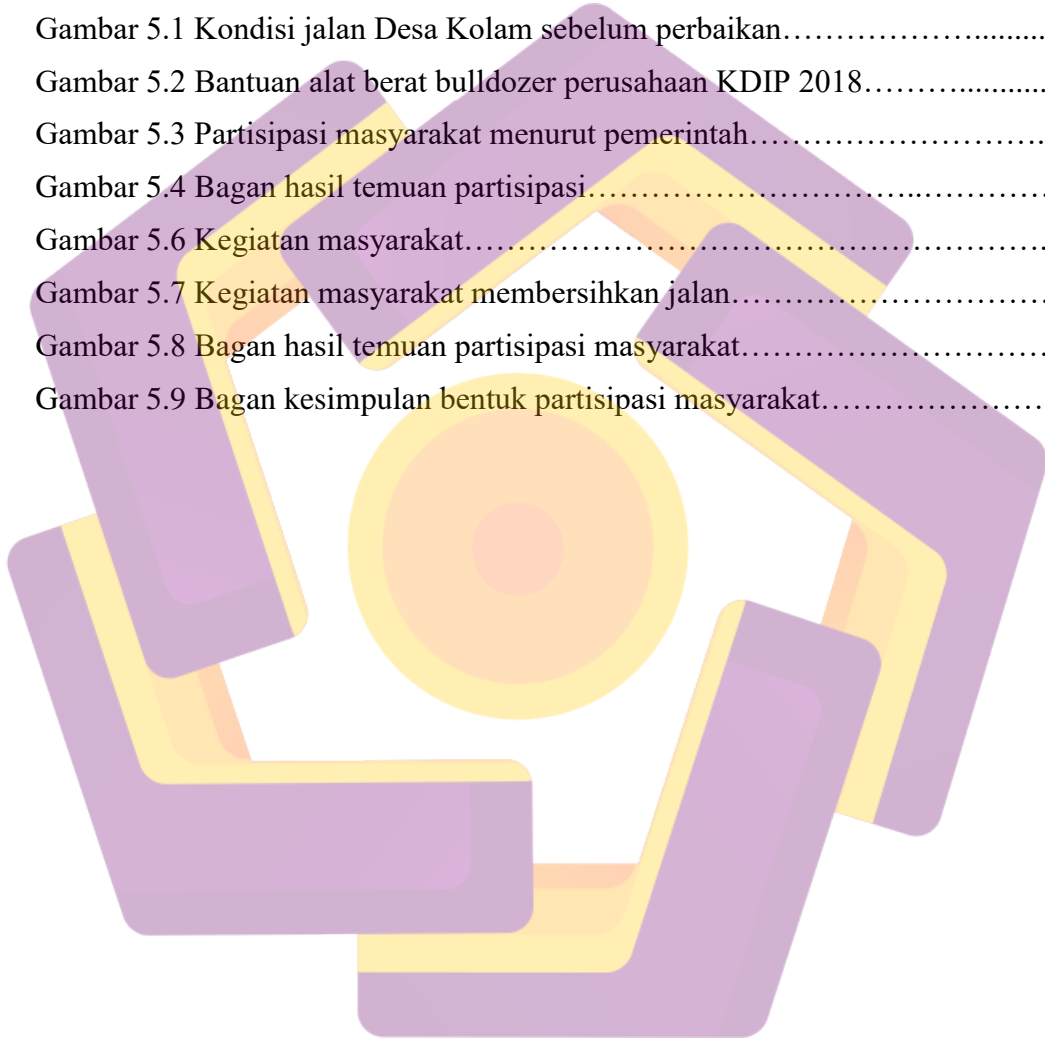 Gambar 5.1 Kondisi jalan Desa Kolam sebelum perbaikan……………….........
Gambar 5.2 Bantuan alat berat bulldozer perusahaan KDIP 2018………...........
Gambar 5.3 Partisipasi masyarakat menurut pemerintah…………………………..
Gambar 5.4 Bagan hasil temuan partisipasi…………………………...…………
Gambar 5.6 Kegiatan masyarakat…………………………………………………..
Gambar 5.7 Kegiatan masyarakat membersihkan jalan…………………………
Gambar 5.8 Bagan hasil temuan partisipasi masyarakat…………………………
Gambar 5.9 Bagan kesimpulan bentuk partisipasi masyarakat…………………